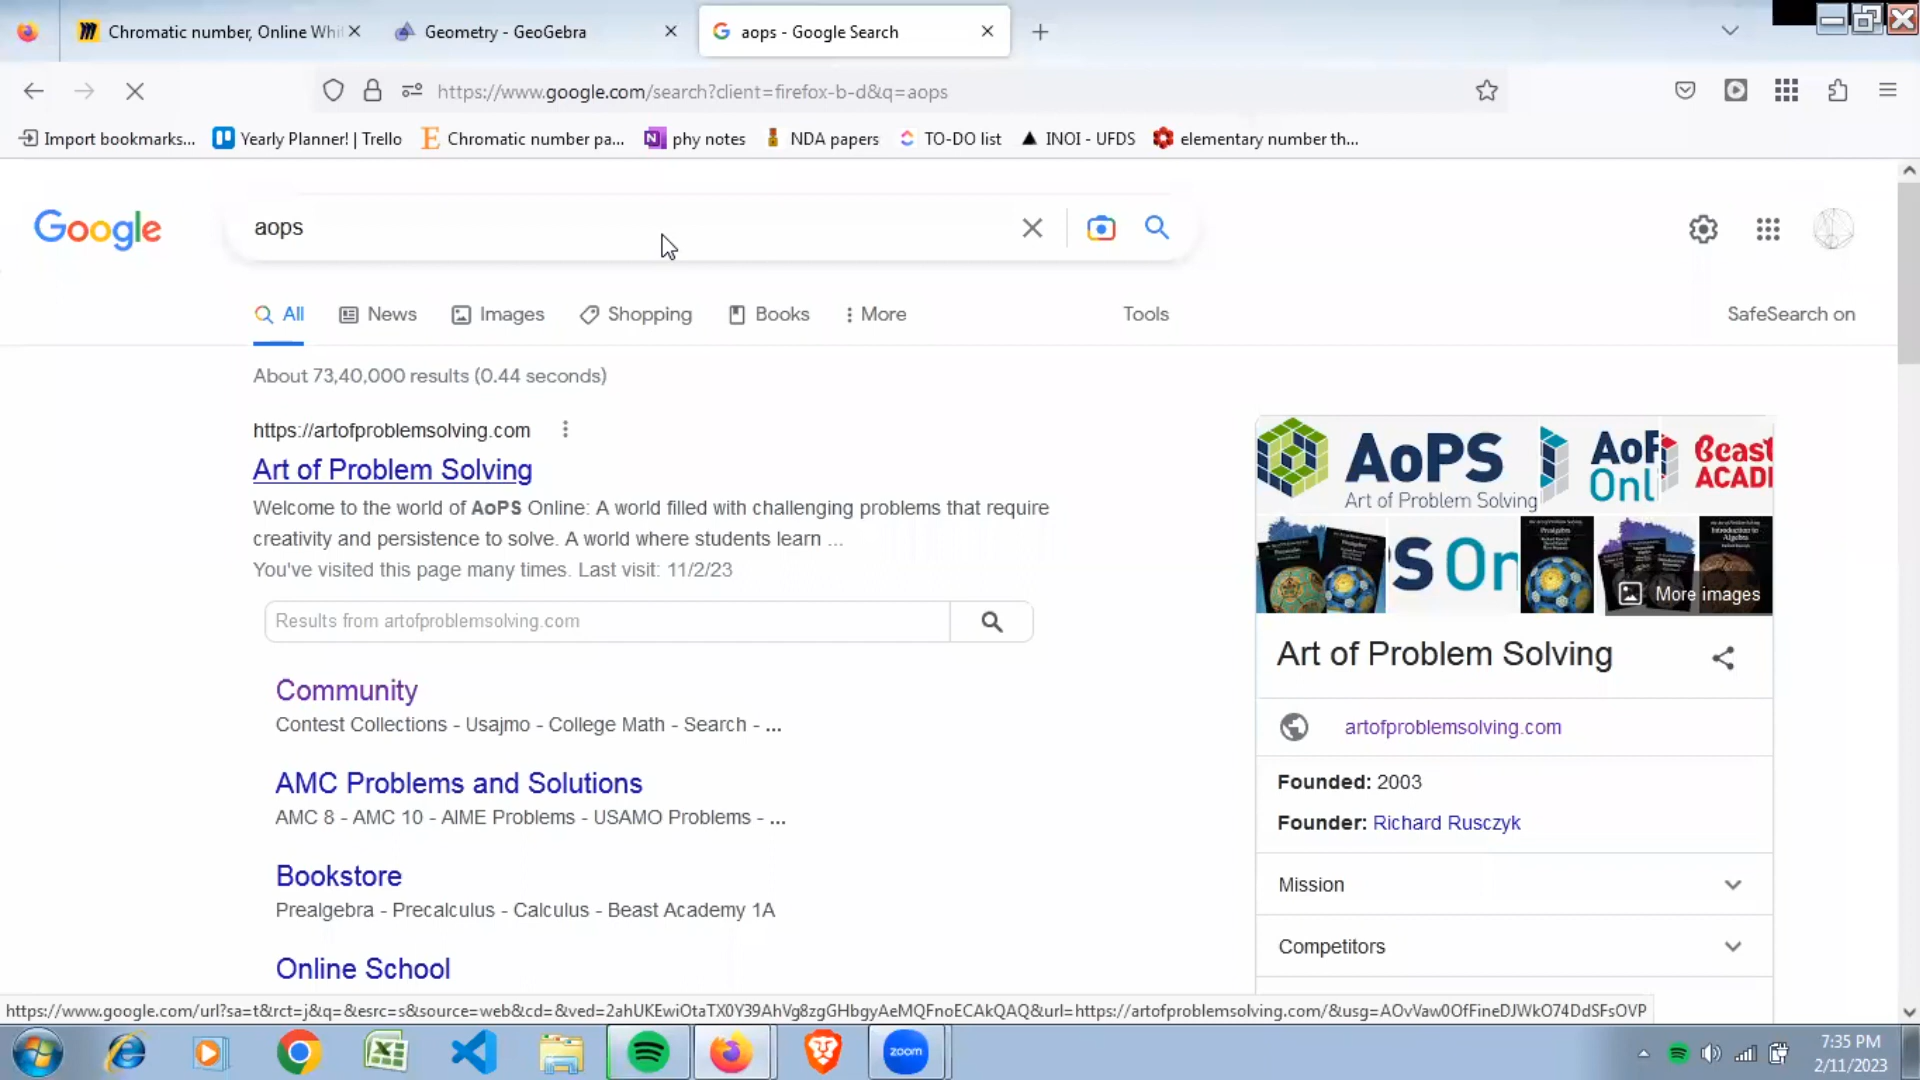 Chromatic number, Online Whit
Geometry - GeoGebra
aops - Google Search
https://www.google.com/search?client=firefox-b-d&q=aops
Import bookmarks...
Yearly Planner! | Trello
Chromatic number pa...
phy notes
NDA papers
TO-DO list
INOI - UFDS
elementary number th...
Google
aops
All
News
Images
Shopping
Books
More
Tools
SafeSearch on
About 73,40,000 results (0.44 seconds)
https://artofproblemsolving.com
Art of Problem Solving
Welcome to the world of AoPS Online: A world filled with challenging problems that require
creativity and persistence to solve. A world where students learn ...
You've visited this page many times. Last visit: 11/2/23
Results from artofproblemsolving.com
Community
Contest Collections - Usajmo - College Math - Search - ...
AMC Problems and Solutions
AMC 8 - AMC 10 - AIME Problems - USAMO Problems - ...
Bookstore
Prealgebra - Precalculus - Calculus - Beast Academy 1A
Online School
AoPS
Art of Problem Solving
AoP
Onl
Beast
ACAD
S On
More images
Art of Problem Solving
artofproblemsolving.com
Founded: 2003
Founder: Richard Rusczyk
Mission
Competitors
https://www.google.com/url?sa=t&rct=j&q=&esrc=s&source=web&cd=&ved=2ahUKEwiOtaTX0Y39AhVg8zgGHbgyAeMQFnoECAkQAQ&url=https://artofproblemsolving.com/&usg=AOvVaw0OfFineDJWkO74DdSFsOVP
zoom
7:35 PM
2/11/2023